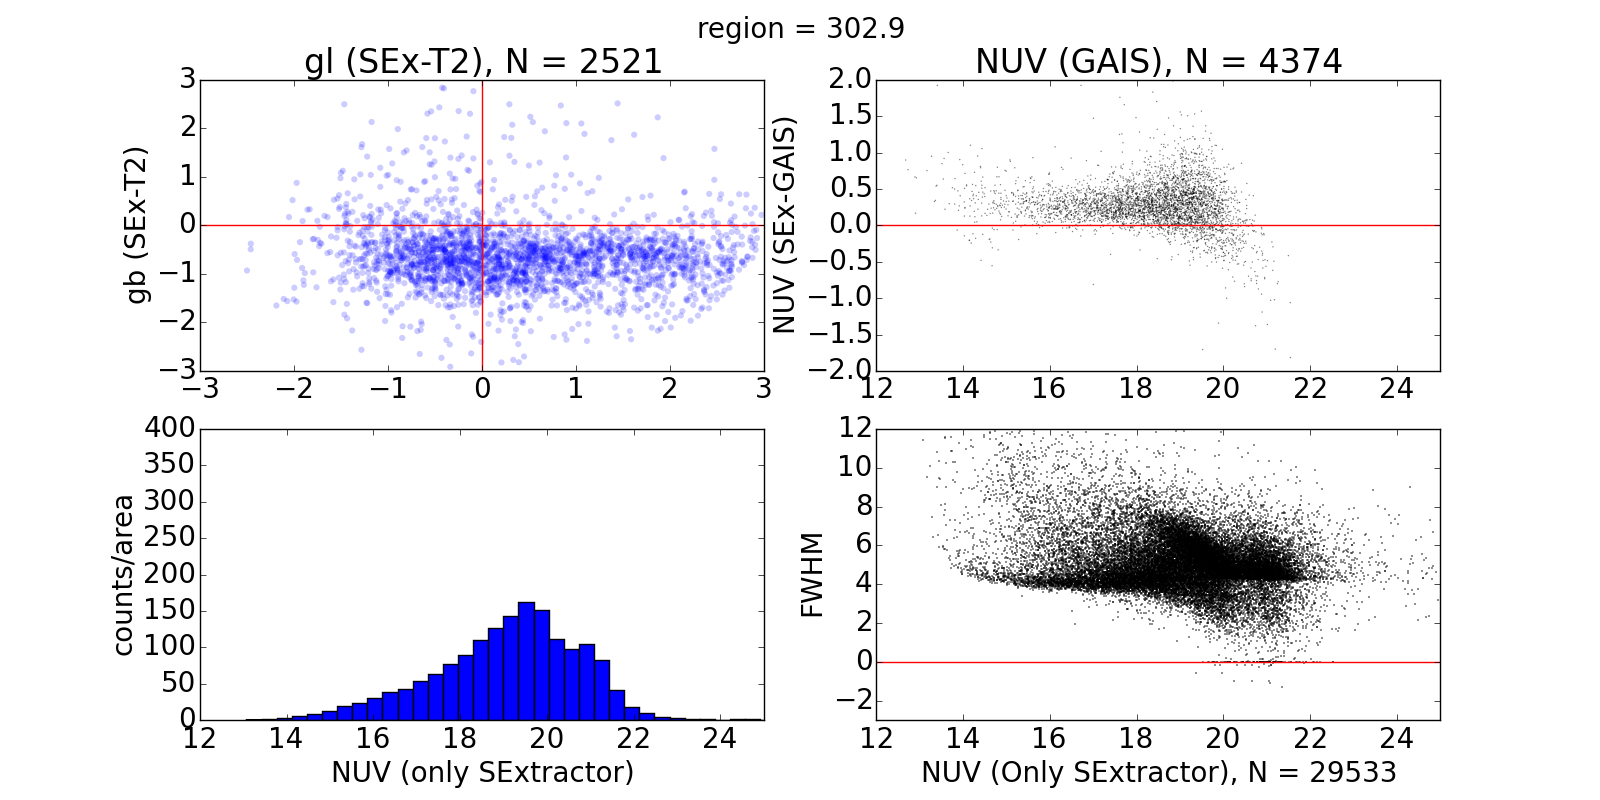 region = 302.9
gl (SEx-T2), N = 2521
NUV (GAIS), N = 4374
3
2
1
0
−1
−2
−3
gb (SEx-T2)
−3 −2 −1 0 1 2 3
2.0
1.5
1.0
0.5
0.0
−0.5
−1.0
−1.5
−2.0
NUV (SEx-GAIS)
12 14 16 18 20 22 24
400
350
300
250
200
150
100
50
0
counts/area
12 14 16 18 20 22 24
NUV (only SExtractor)
12
10
8
6
4
2
0
−2
FWHM
12 14 16 18 20 22 24
NUV (Only SExtractor), N = 29533